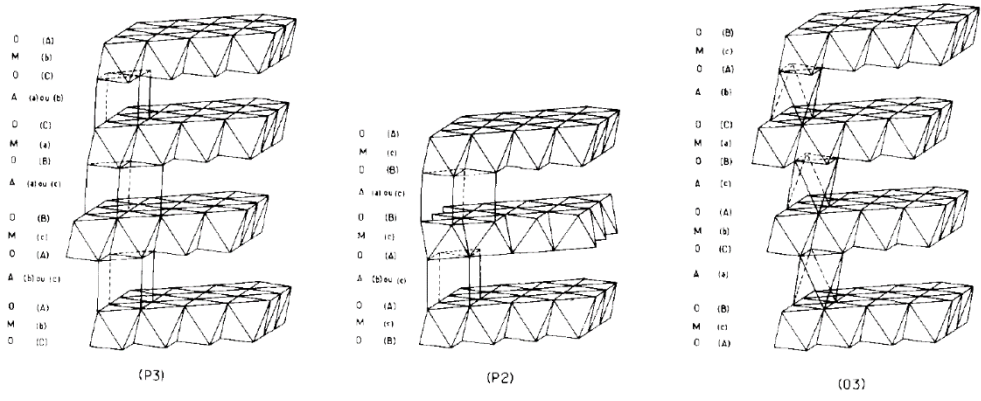 O (A)
M (b)
O (C)
A (a) ou (b)
O (C)
M (a)
O (B)
A (a) ou (c)
O (B)
M (c)
O (A)
A (b) ou (c)
O (A)
M (b)
O (C)
(P3)
O (A)
M (c)
O (B)
A (a) ou (c)
O (B)
M (c)
O (A)
A (b) ou (c)
O (A)
M (c)
O (B)
(P2)
O (B)
M (c)
O (A)
A (b)
O (C)
M (a)
O (B)
A (c)
O (A)
M (b)
O (C)
A (a)
O (B)
M (c)
O (A)
(O3)